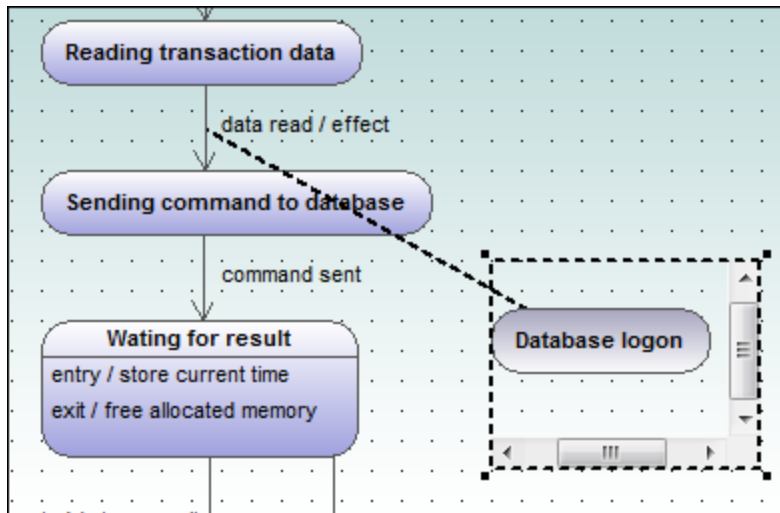 Reading transaction data
data read / effect
Sending command to database
command sent
Wating for result
entry / store current time
exit / free allocated memory
Database logon